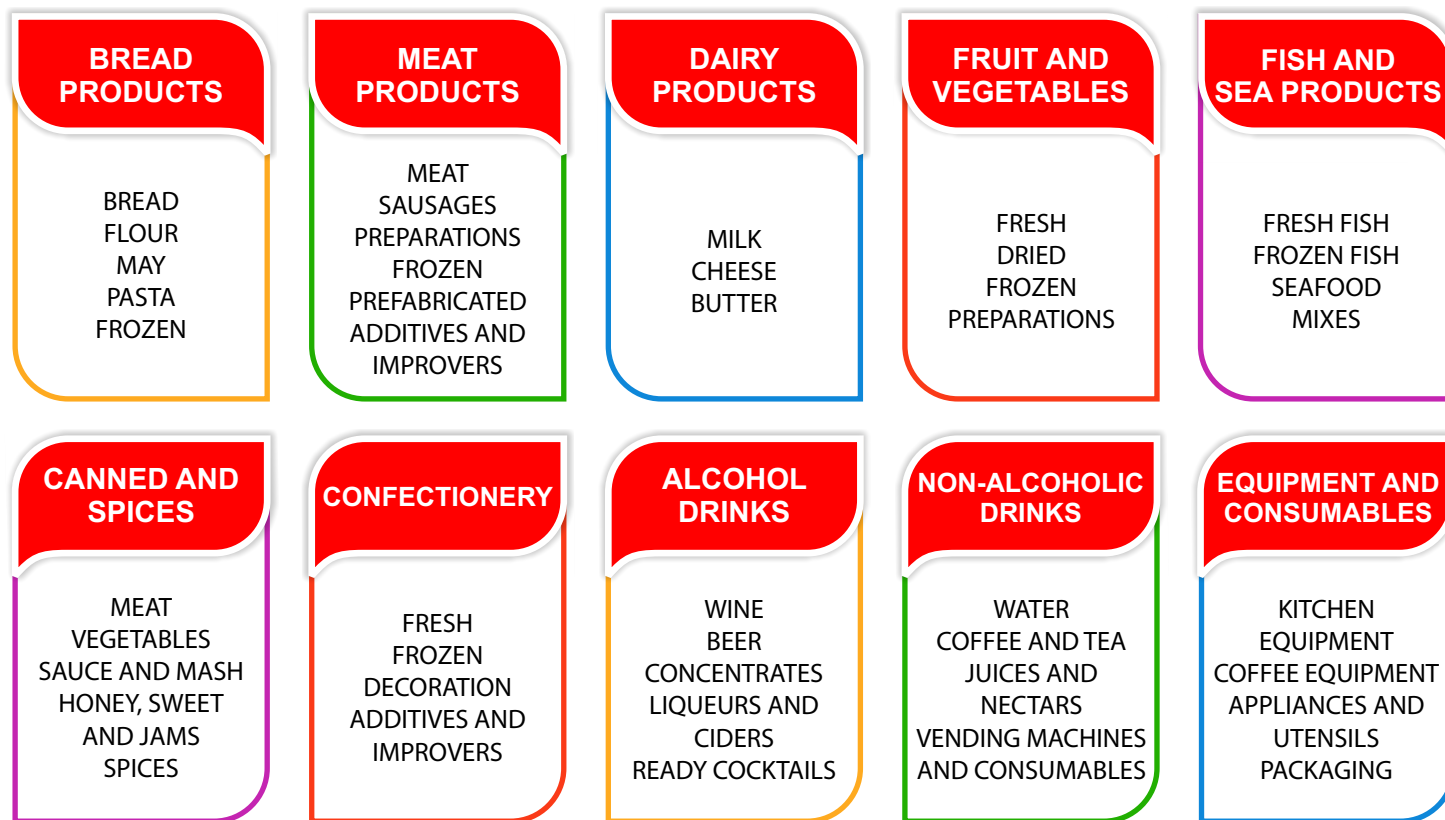 BREAD
PRODUCTS
BREAD
FLOUR
MAY
PASTA
FROZEN
MEAT
PRODUCTS
MEAT
SAUSAGES
PREPARATIONS
FROZEN
PREFABRICATED
ADDITIVES AND
IMPROVERS
DAIRY
PRODUCTS
MILK
CHEESE
BUTTER
FRUIT AND
VEGETABLES
FRESH
DRIED
FROZEN
PREPARATIONS
FISH AND
SEA PRODUCTS
FRESH FISH
FROZEN FISH
SEAFOOD
MIXES
CANNED AND
SPICES
MEAT
VEGETABLES
SAUCE AND MASH
HONEY, SWEET
AND JAMS
SPICES
CONFECTIONERY
FRESH
FROZEN
DECORATION
ADDITIVES AND
IMPROVERS
ALCOHOL
DRINKS
WINE
BEER
CONCENTRATES
LIQUEURS AND
CIDERS
READY COCKTAILS
NON-ALCOHOLIC
DRINKS
WATER
COFFEE AND TEA
JUICES AND
NECTARS
VENDING MACHINES
AND CONSUMABLES
EQUIPMENT AND
CONSUMABLES
KITCHEN
EQUIPMENT
COFFEE EQUIPMENT
APPLIANCES AND
UTENSILS
PACKAGING